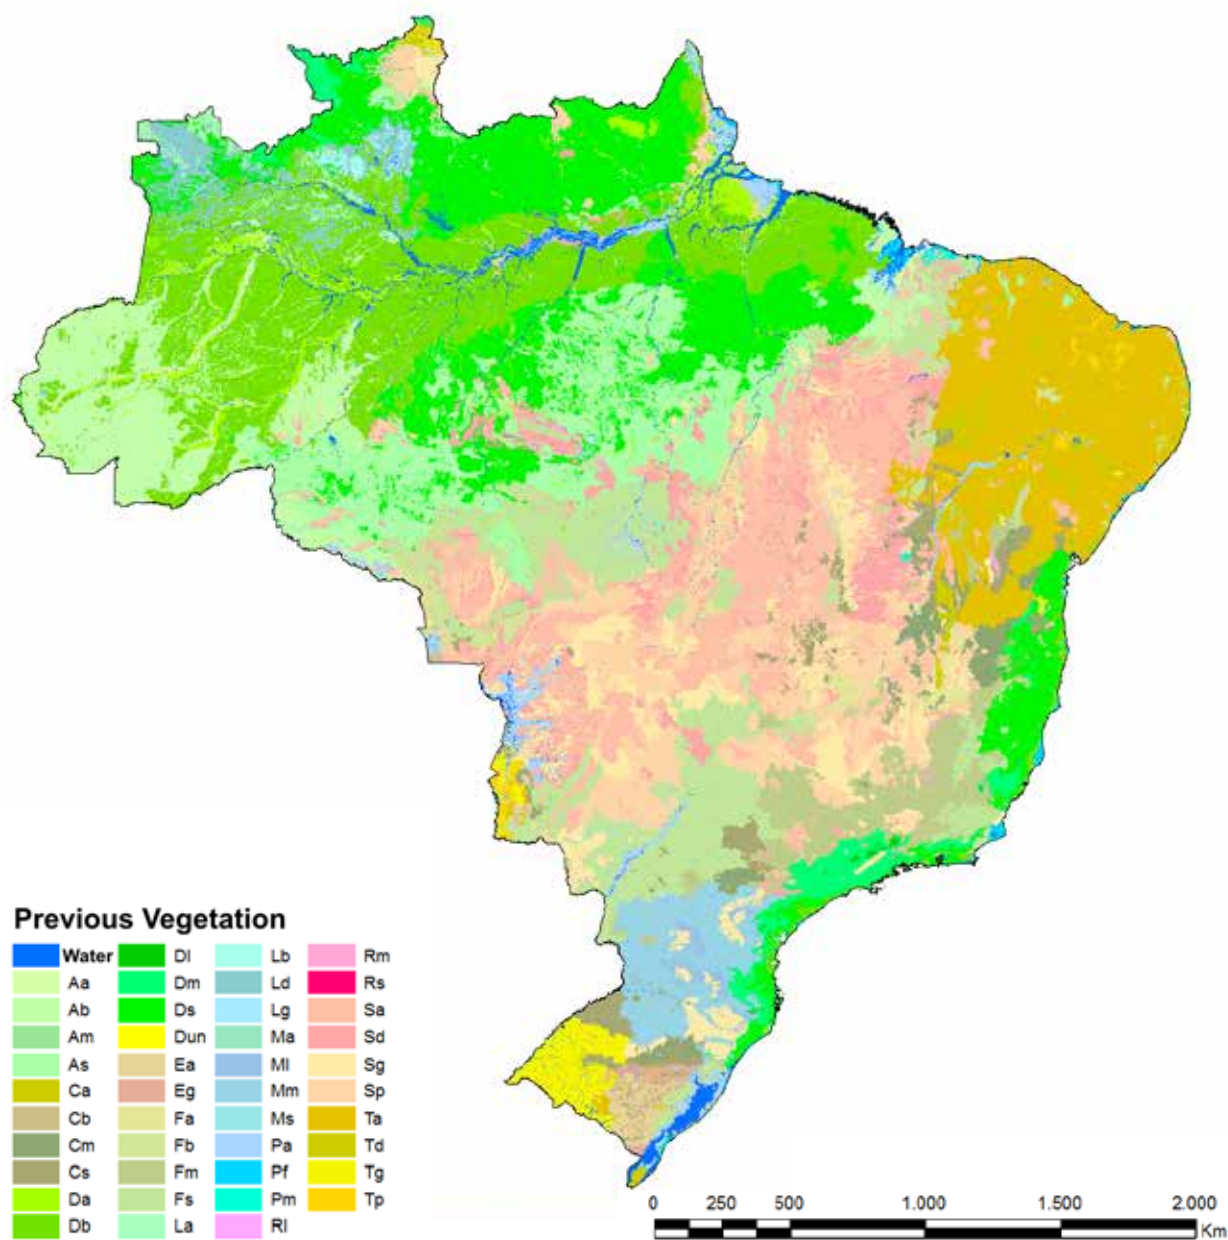 Previous Vegetation
Water
Aa
Ab
Am
As
Ca
Cb
Cm
Cs
Da
Db
Dl
Dm
Ds
Dun
Ea
Eg
Fa
Fb
Fm
Fs
La
Lb
Ld
Lg
Ma
Ml
Mm
Ms
Pa
Pf
Pm
Rl
Rm
Rs
Sa
Sd
Sg
Sp
Ta
Td
Tg
Tp
0 250 500 1.000 1.500 2.000
Km